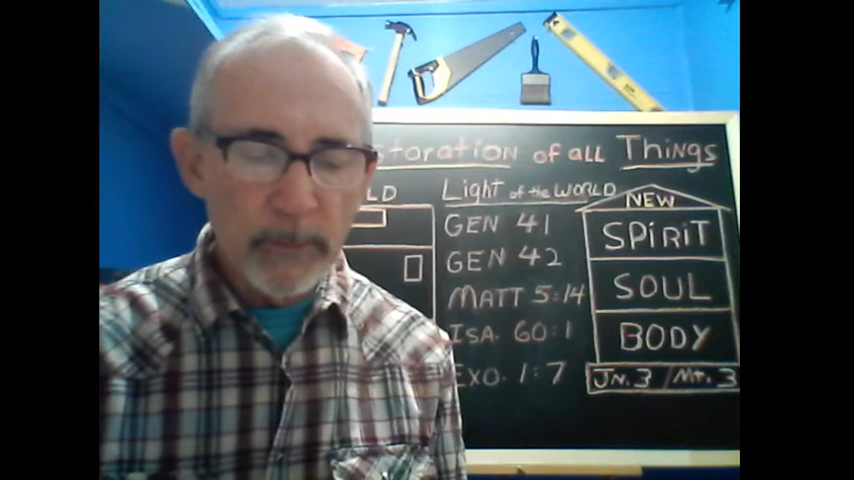 storation of all Things
LD
Light of the WORLD
GEN 41
GEN 42
MATT 5:14
ISA. 60:1
EXO. 1:7
NEW
SPIRIT
SOUL
BODY
JN. 3 / MT. 3